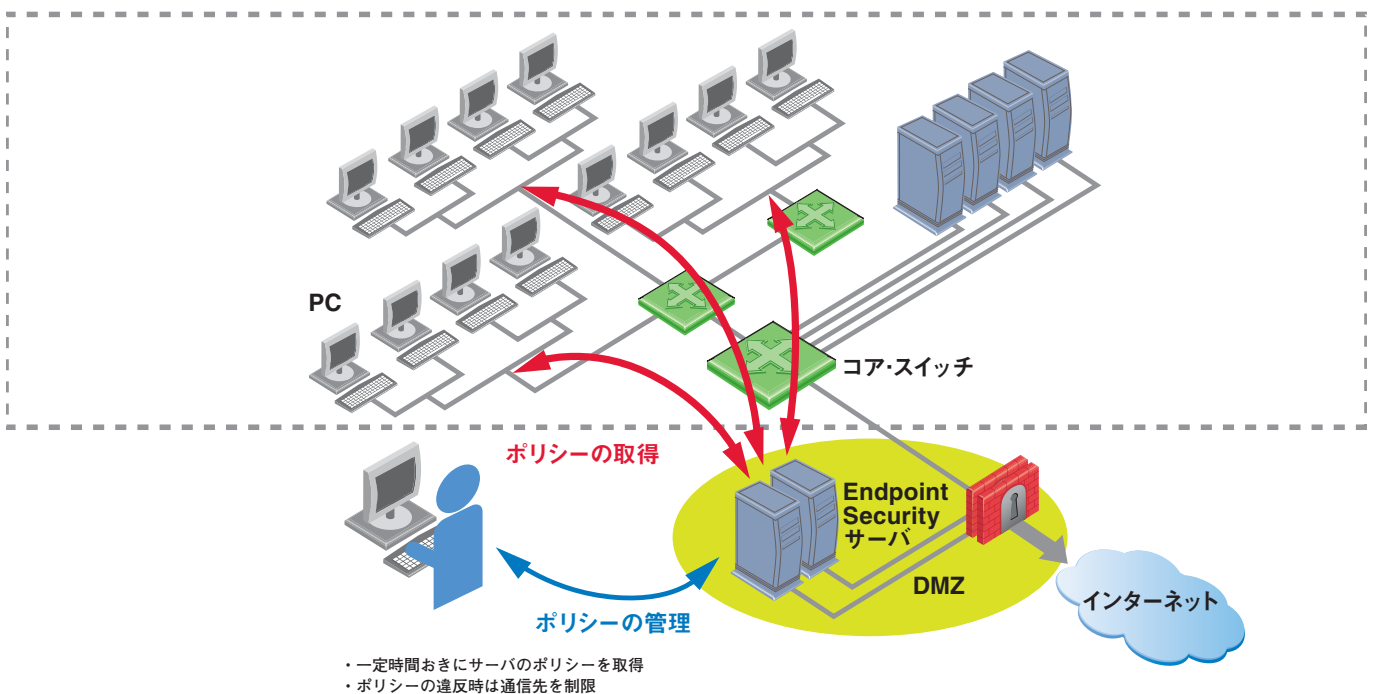 PC
コア・スイッチ
ポリシーの取得
Endpoint
Security
サーバ
DMZ
インターネット
ポリシーの管理
・一定時間おきにサーバのポリシーを取得
・ポリシーの違反時は通信先を制限